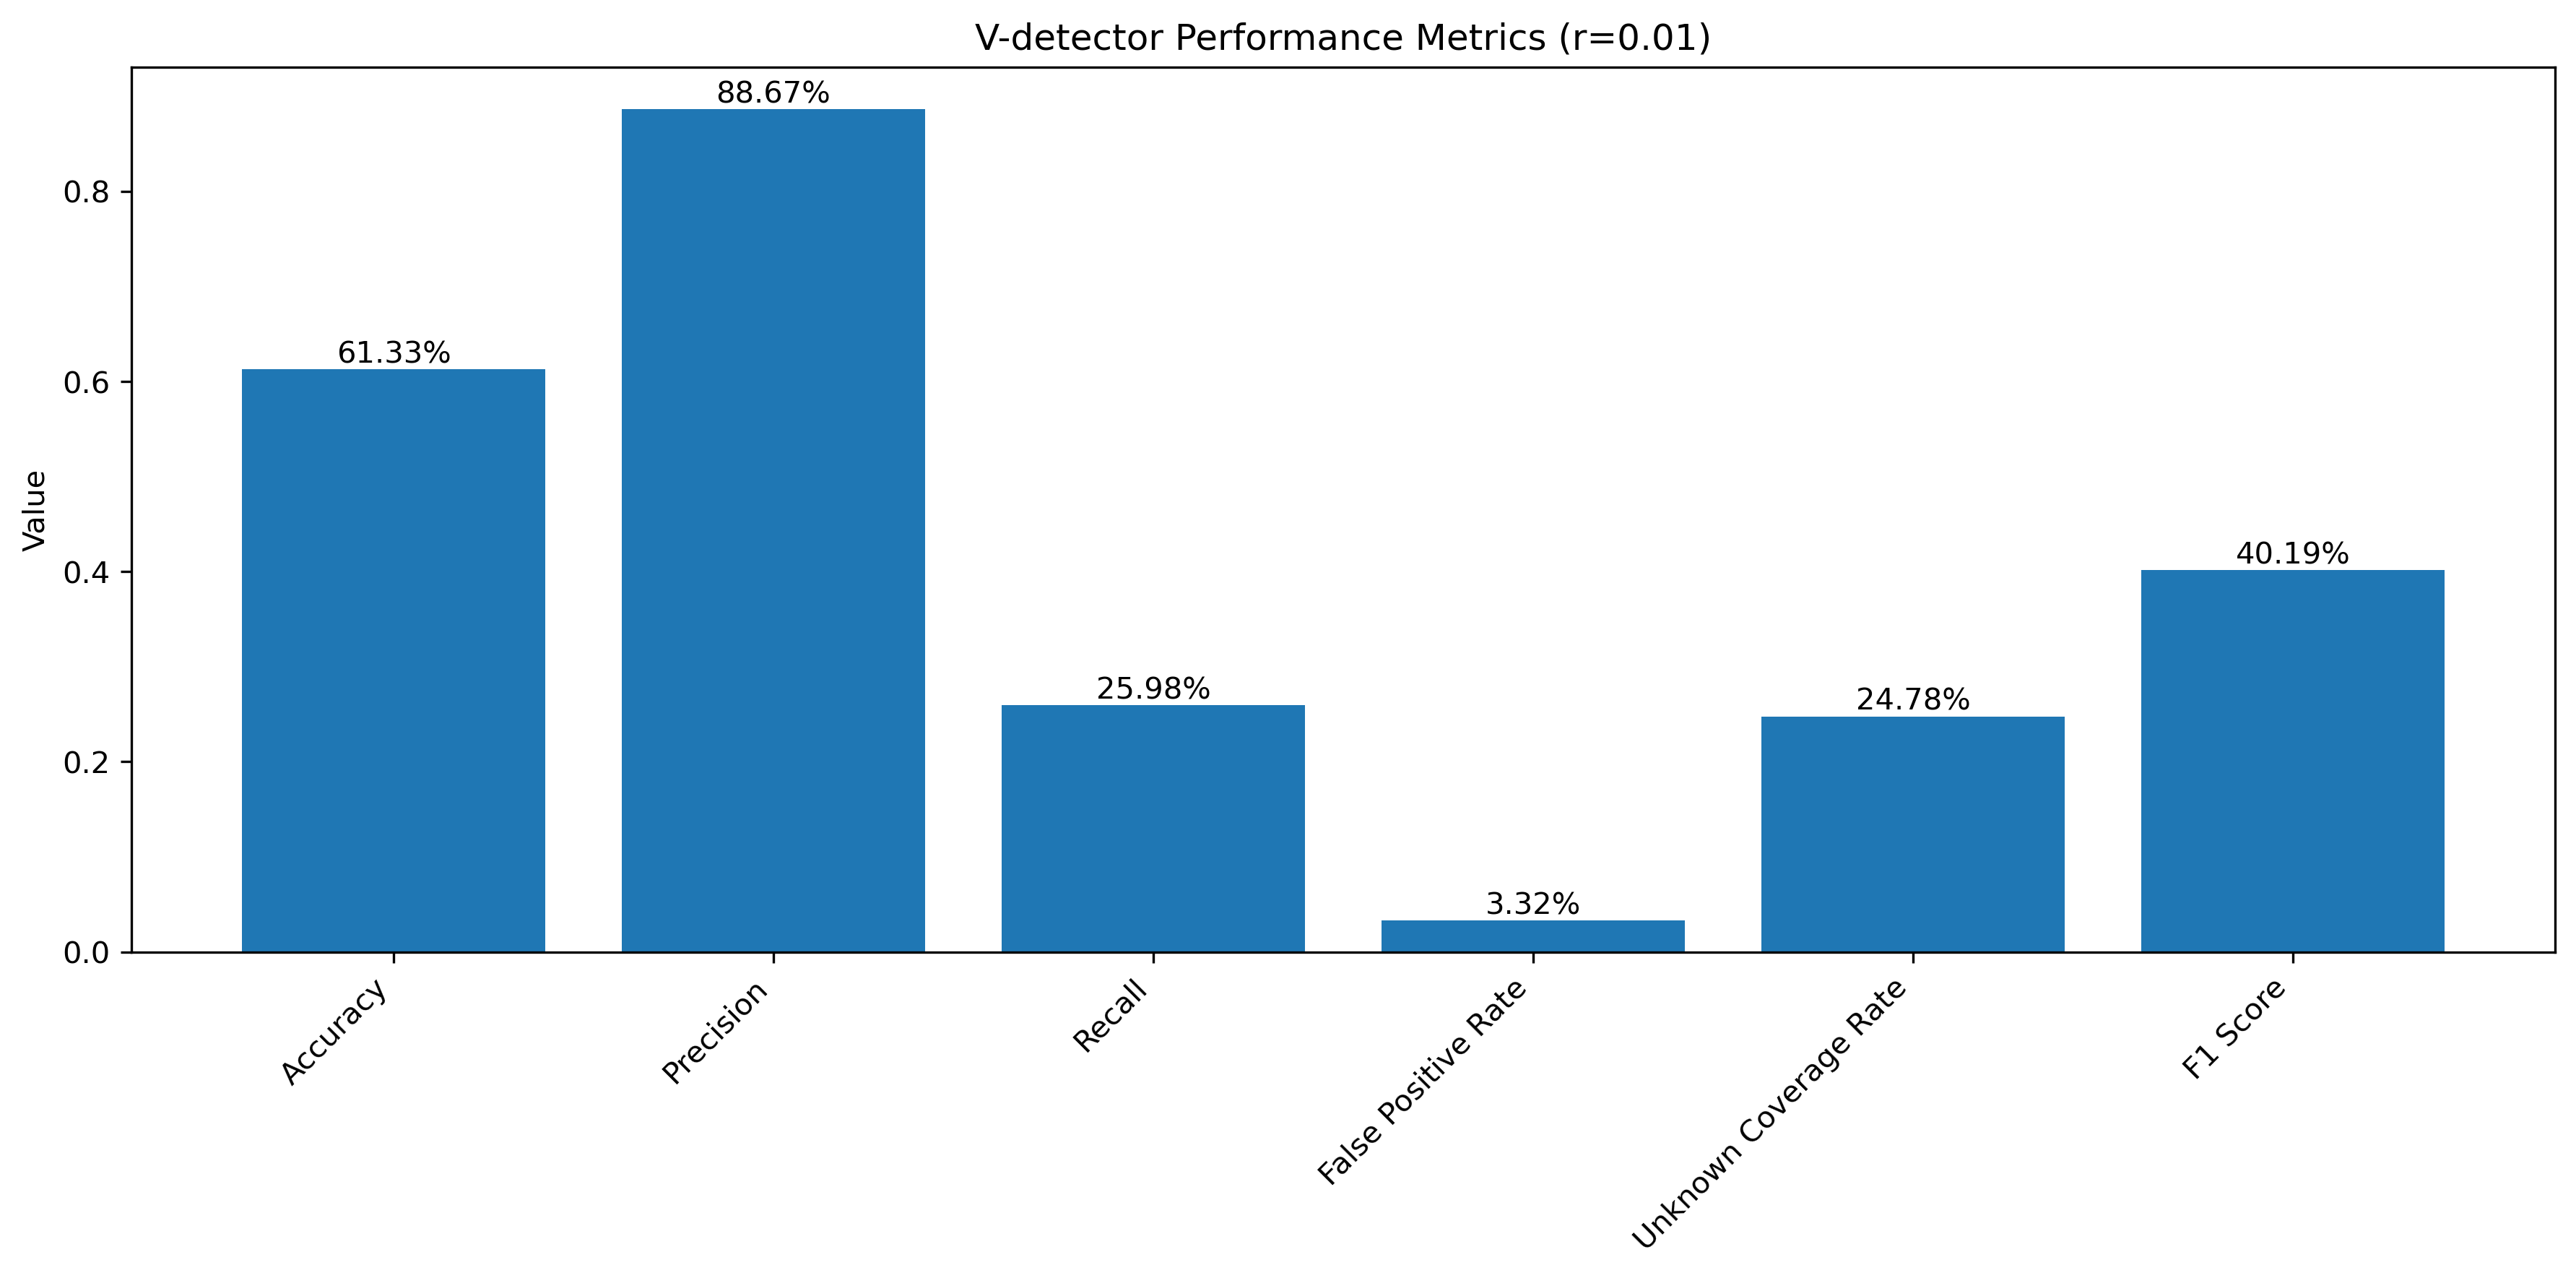 V-detector Performance Metrics (r=0.01)
88.67%
0.8
61.33%
0.6
Value
40.19%
0.4
25.98%
24.78%
0.2
3.32%
0.0
Accuracy
Precision
Recall
False Positive Rate
Unknown Coverage Rate
F1 Score